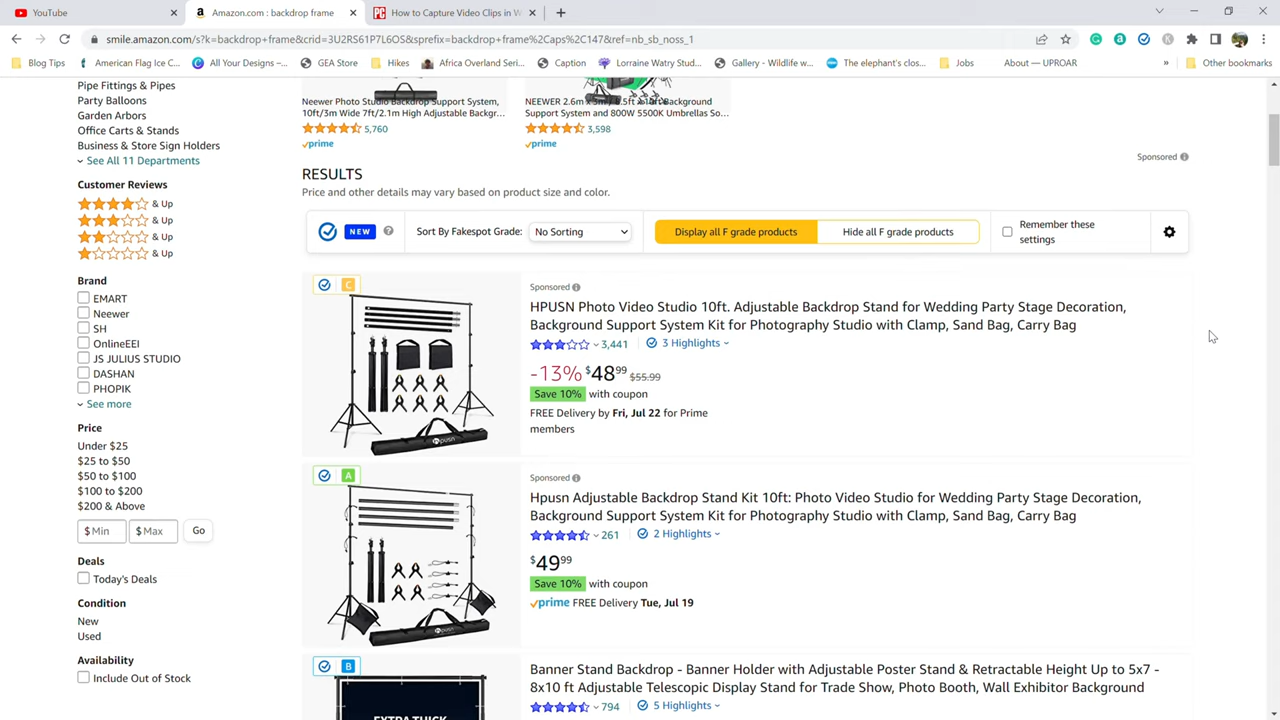 YouTube
Amazon.com : backdrop frame
How to Capture Video Clips in W
smile.amazon.com/s?k=backdrop+frame&crid=3U2RS61P7L6OS&sprefix=backdrop+frame%2Caps%2C147&ref=nb_sb_noss_1
Blog Tips
American Flag Ice C...
All Your Designs –...
GEA Store
Hikes
Africa Overland Seri...
Caption
Lorraine Watry Stud...
Gallery - Wildlife w...
The elephant's clos...
Jobs
About — UPROAR
»
Other bookmarks
Pipe Fittings & Pipes
Party Balloons
Garden Arbors
Office Carts & Stands
Business & Store Sign Holders
See All 11 Departments
Customer Reviews
& Up
& Up
& Up
& Up
Brand
EMART
Neewer
SH
OnlineEEI
JS JULIUS STUDIO
DASHAN
PHOPIK
See more
Price
Under $25
$25 to $50
$50 to $100
$100 to $200
$200 & Above
$ Min
$ Max
Go
Deals
Today's Deals
Condition
New
Used
Availability
Include Out of Stock
Neewer Photo Studio Backdrop Support System,
10ft/3m Wide 7ft/2.1m High Adjustable Backgr...
5,760
prime
NEEWER 2.6m x 3m / 8.5ft x 10ft Background
Support System and 800W 5500K Umbrellas So...
3,598
prime
Sponsored
RESULTS
Price and other details may vary based on product size and color.
NEW
Sort By Fakespot Grade:
No Sorting
Display all F grade products
Hide all F grade products
Remember these
settings
C
Sponsored
HPUSN Photo Video Studio 10ft. Adjustable Backdrop Stand for Wedding Party Stage Decoration,
Background Support System Kit for Photography Studio with Clamp, Sand Bag, Carry Bag
3,441
3 Highlights
-13% $48 99 $55.99
Save 10% with coupon
FREE Delivery by Fri, Jul 22 for Prime
members
A
Sponsored
Hpusn Adjustable Backdrop Stand Kit 10ft: Photo Video Studio for Wedding Party Stage Decoration,
Background Support System Kit for Photography Studio with Clamp, Sand Bag, Carry Bag
261
2 Highlights
$49 99
Save 10% with coupon
prime FREE Delivery Tue, Jul 19
B
EXTRA THICK
Banner Stand Backdrop - Banner Holder with Adjustable Poster Stand & Retractable Height Up to 5x7 -
8x10 ft Adjustable Telescopic Display Stand for Trade Show, Photo Booth, Wall Exhibitor Background
794
5 Highlights